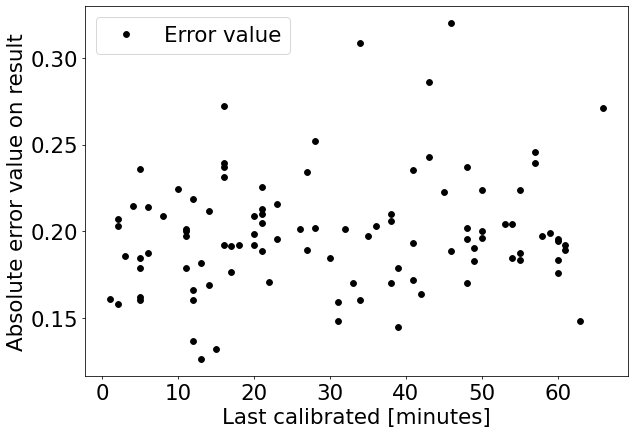 Error value
Absolute error value on result
0.30
0.25
0.20
0.15
0 10 20 30 40 50 60
Last calibrated [minutes]